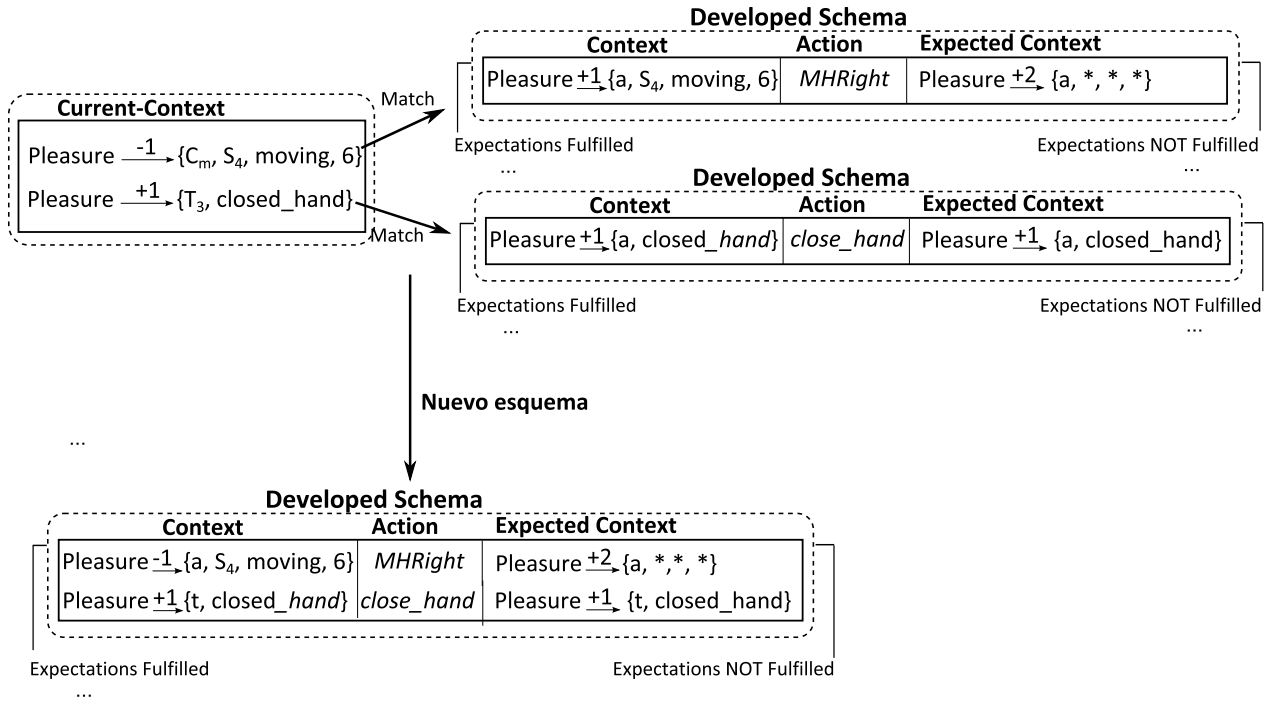 Developed Schema
Context Action Expected Context
Pleasure +1 {a, S4, moving, 6} MHRight Pleasure +2 {a, *, *, *}
Expectations Fulfilled Expectations NOT Fulfilled
... ...
Match
Current-Context
Pleasure -1 {Cm, S4, moving, 6}
Pleasure +1 {T3, closed_hand}
Match
Developed Schema
Context Action Expected Context
Pleasure +1 {a, closed_hand} close_hand Pleasure +1 {a, closed_hand}
Expectations Fulfilled Expectations NOT Fulfilled
... ...
Nuevo esquema
...
Developed Schema
Context Action Expected Context
Pleasure -1 {a, S4, moving, 6} MHRight Pleasure +2 {a, *,*, *}
Pleasure +1 {t, closed_hand} close_hand Pleasure +1 {t, closed_hand}
Expectations Fulfilled Expectations NOT Fulfilled
...